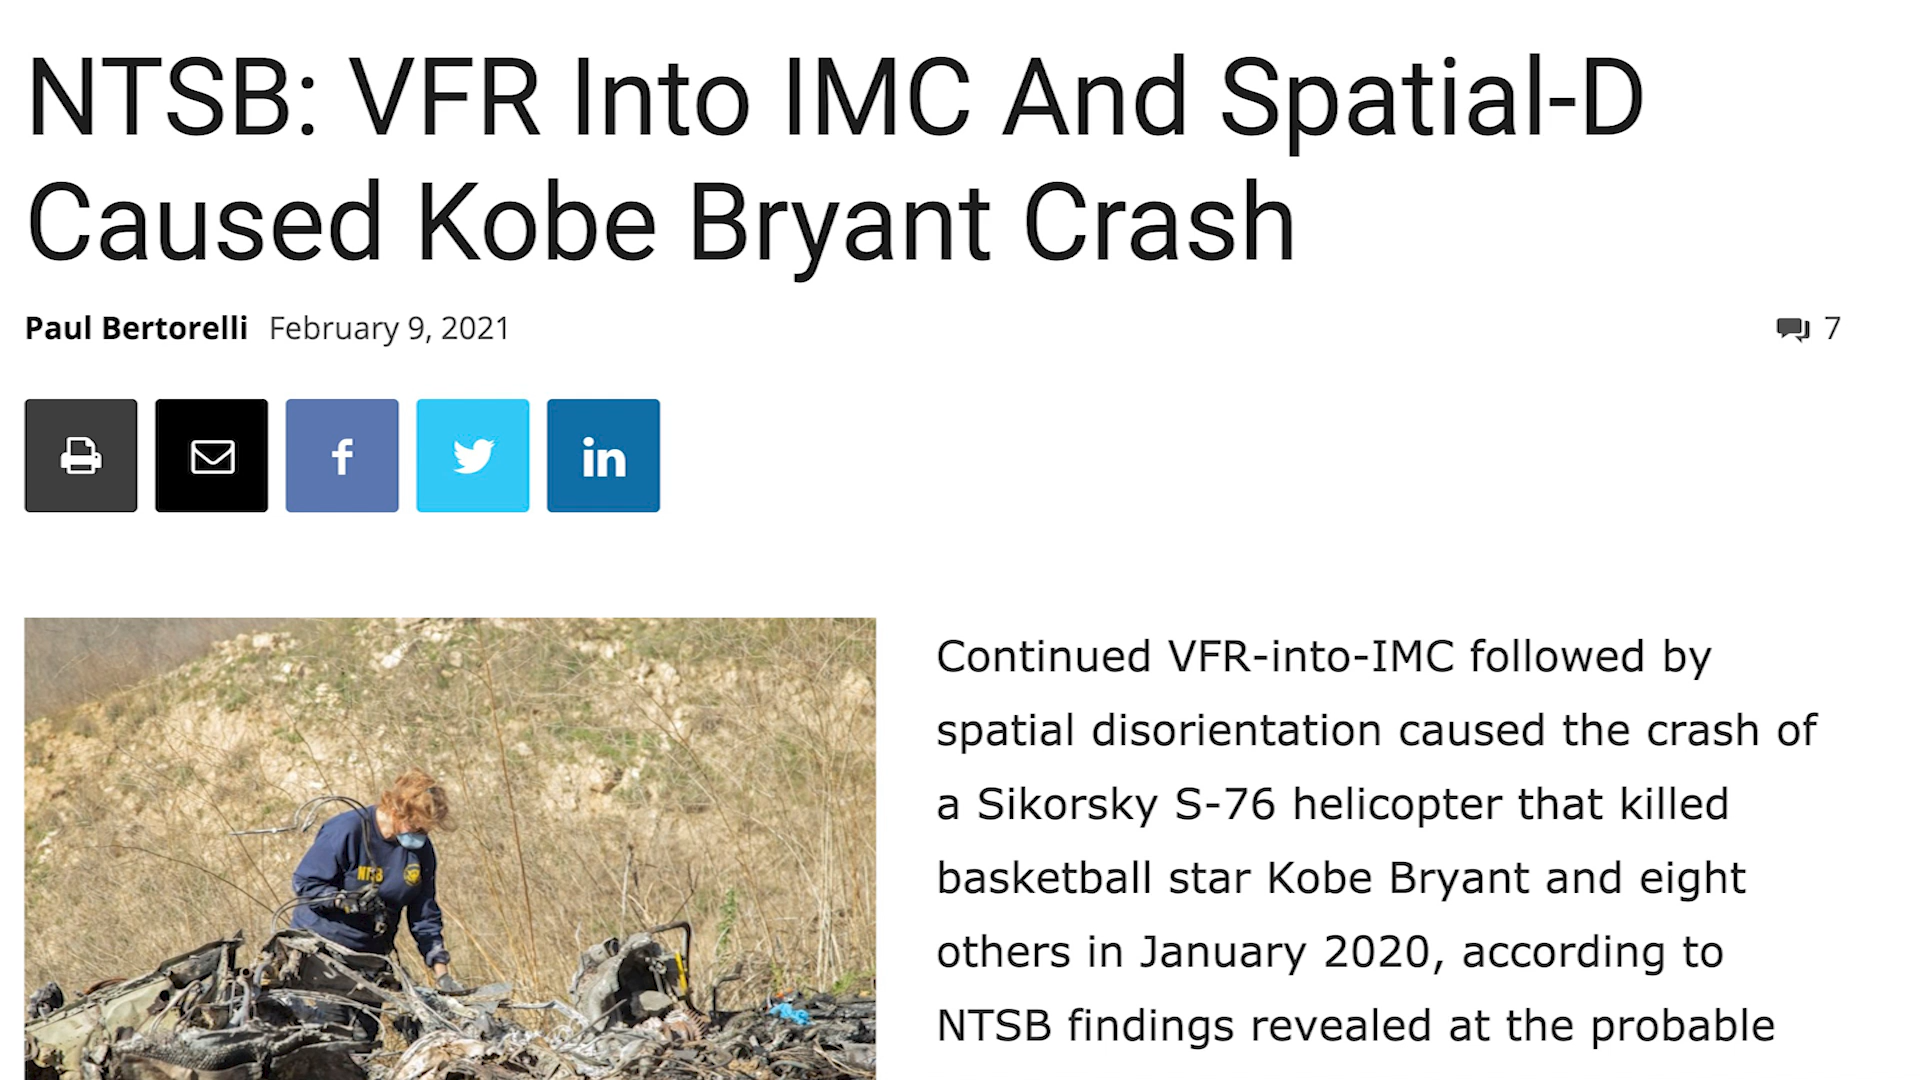 NTSB: VFR Into IMC And Spatial-D
Caused Kobe Bryant Crash
Paul Bertorelli February 9, 2021 7
f in
Continued VFR-into-IMC followed by
spatial disorientation caused the crash of
a Sikorsky S-76 helicopter that killed
basketball star Kobe Bryant and eight
others in January 2020, according to
NTSB findings revealed at the probable
NTSB